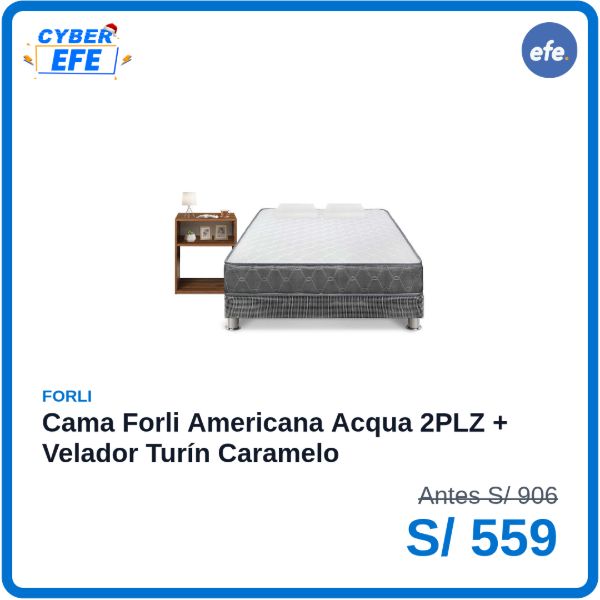 CYBER
EFE
efe.
FORLI
Cama Forli Americana Acqua 2PLZ +
Velador Turín Caramelo
Antes S/ 906
S/ 559